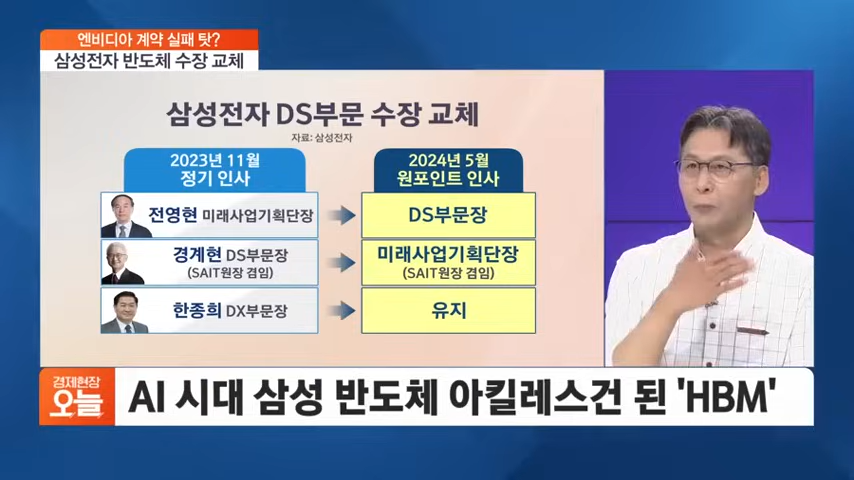 엔비디아 계약 실패 탓?
삼성전자 반도체 수장 교체
삼성전자 DS부문 수장 교체
자료: 삼성전자
2023년 11월
정기 인사
2024년 5월
원포인트 인사
전영현 미래사업기획단장
DS부문장
경계현 DS부문장
(SAIT원장 겸임)
미래사업기획단장
(SAIT원장 겸임)
한종희 DX부문장
유지
경제현장
오늘
AI 시대 삼성 반도체 아킬레스건 된 'HBM'